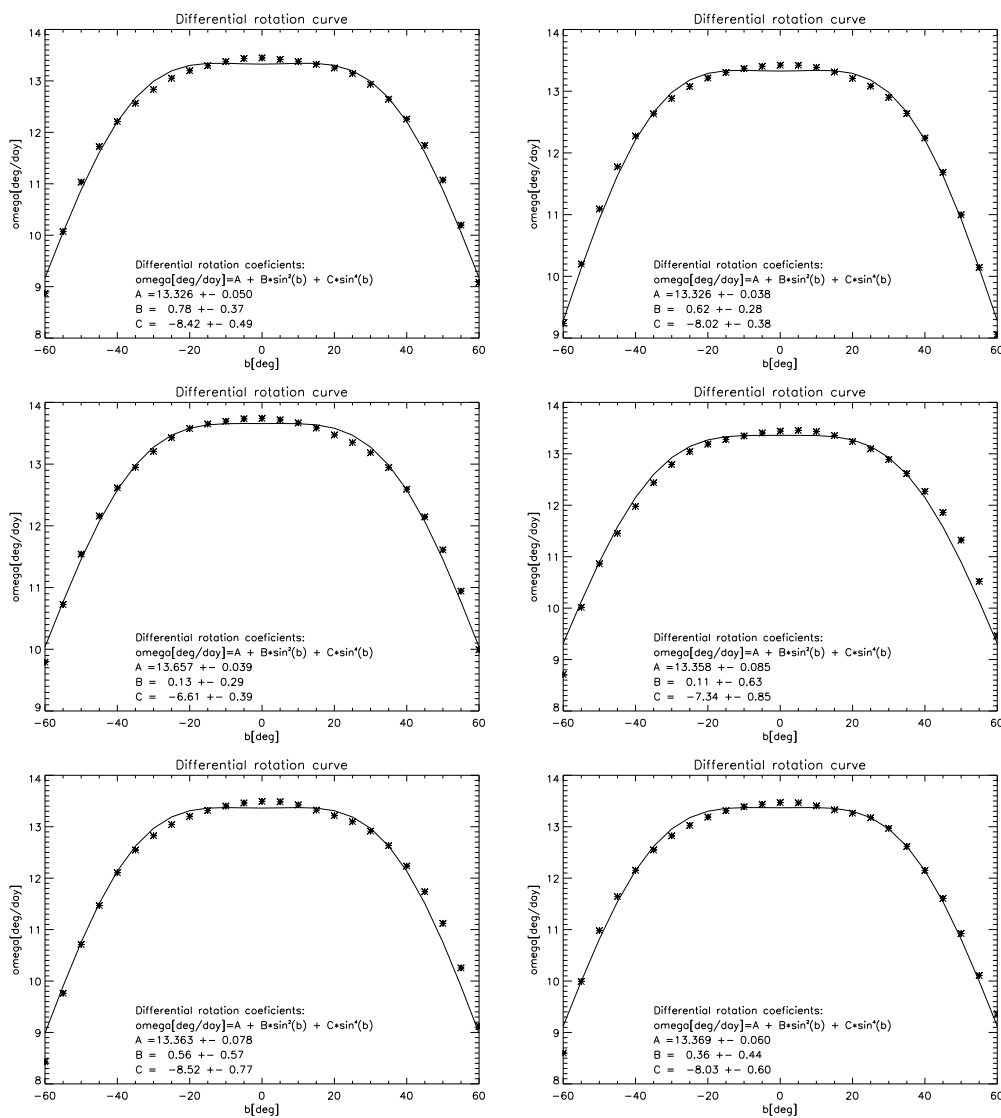 Differential rotation curve
14
13
12
11
10
9
8
omega[deg/day]
Differential rotation coeficients:
omega[deg/day]=A + B*sin²(b) + C*sin⁴(b)
A =13.326 +- 0.050
B = 0.78 +- 0.37
C = -8.42 +- 0.49
-60 -40 -20 0 20 40 60
b[deg]
Differential rotation curve
14
13
12
11
10
9
omega[deg/day]
Differential rotation coeficients:
omega[deg/day]=A + B*sin²(b) + C*sin⁴(b)
A =13.326 +- 0.038
B = 0.62 +- 0.28
C = -8.02 +- 0.38
-60 -40 -20 0 20 40 60
b[deg]
Differential rotation curve
14
13
12
11
10
9
omega[deg/day]
Differential rotation coeficients:
omega[deg/day]=A + B*sin²(b) + C*sin⁴(b)
A =13.657 +- 0.039
B = 0.13 +- 0.29
C = -6.61 +- 0.39
-60 -40 -20 0 20 40 60
b[deg]
Differential rotation curve
14
13
12
11
10
9
8
omega[deg/day]
Differential rotation coeficients:
omega[deg/day]=A + B*sin²(b) + C*sin⁴(b)
A =13.358 +- 0.085
B = 0.11 +- 0.63
C = -7.34 +- 0.85
-60 -40 -20 0 20 40 60
b[deg]
Differential rotation curve
14
13
12
11
10
9
8
omega[deg/day]
Differential rotation coeficients:
omega[deg/day]=A + B*sin²(b) + C*sin⁴(b)
A =13.363 +- 0.078
B = 0.56 +- 0.57
C = -8.52 +- 0.77
-60 -40 -20 0 20 40 60
b[deg]
Differential rotation curve
14
13
12
11
10
9
8
omega[deg/day]
Differential rotation coeficients:
omega[deg/day]=A + B*sin²(b) + C*sin⁴(b)
A =13.369 +- 0.060
B = 0.36 +- 0.44
C = -8.03 +- 0.60
-60 -40 -20 0 20 40 60
b[deg]